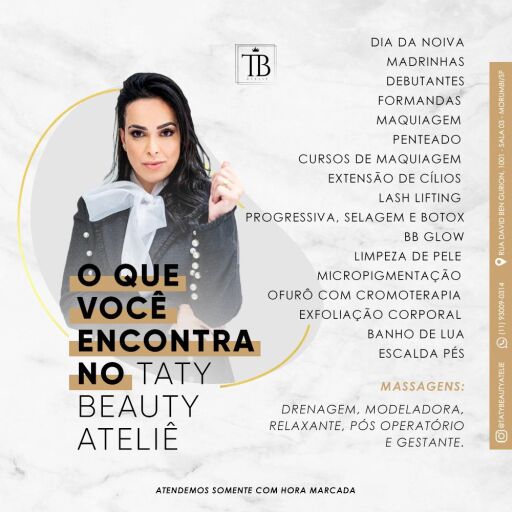 TB
ATELIÊ
DIA DA NOIVA
MADRINHAS
DEBUTANTES
FORMANDAS
MAQUIAGEM
PENTEADO
CURSOS DE MAQUIAGEM
EXTENSÃO DE CÍLIOS
LASH LIFTING
PROGRESSIVA, SELAGEM E BOTOX
BB GLOW
LIMPEZA DE PELE
MICROPIGMENTAÇÃO
OFURÔ COM CROMOTERAPIA
EXFOLIAÇÃO CORPORAL
BANHO DE LUA
ESCALDA PÉS
MASSAGENS:
DRENAGEM, MODELADORA,
RELAXANTE, PÓS OPERATÓRIO
E GESTANTE.
O QUE
VOCÊ
ENCONTRA
NO TATY
BEAUTY
ATELIÊ
ATENDEMOS SOMENTE COM HORA MARCADA
@TATYBEAUTYATELIE
(11) 93009-0314
RUA DAVID BEN GURION, 1001 - SALA 03 - MORUMBI/SP